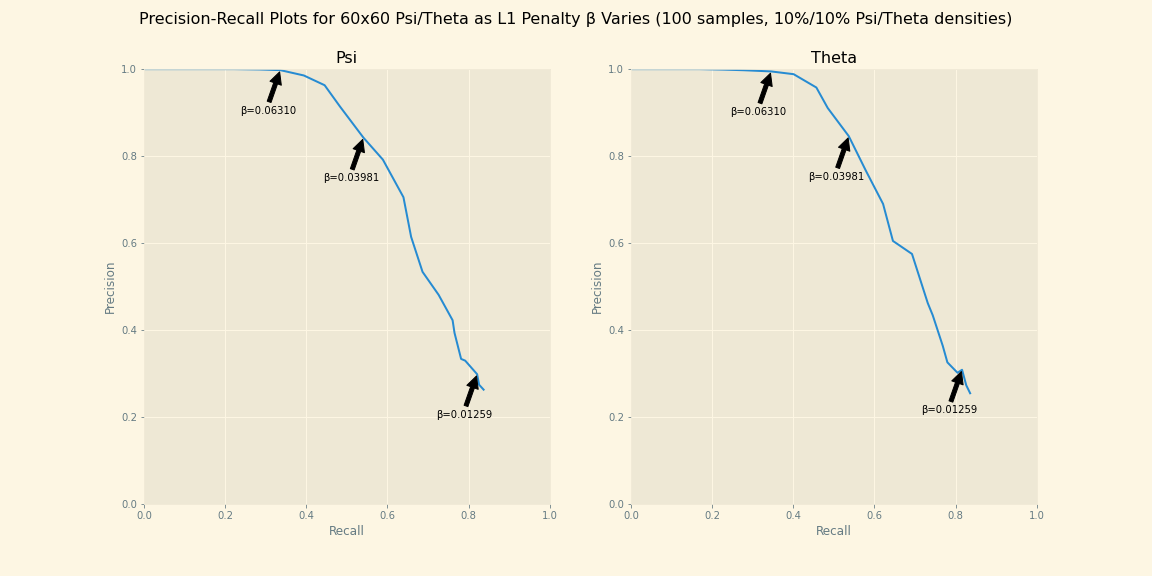 Precision-Recall Plots for 60x60 Psi/Theta as L1 Penalty β Varies (100 samples, 10%/10% Psi/Theta densities)
Psi
1.0
0.8
0.6
0.4
0.2
0.0
Precision
β=0.06310
β=0.03981
β=0.01259
0.0 0.2 0.4 0.6 0.8 1.0
Recall
Theta
1.0
0.8
0.6
0.4
0.2
0.0
Precision
β=0.06310
β=0.03981
β=0.01259
0.0 0.2 0.4 0.6 0.8 1.0
Recall